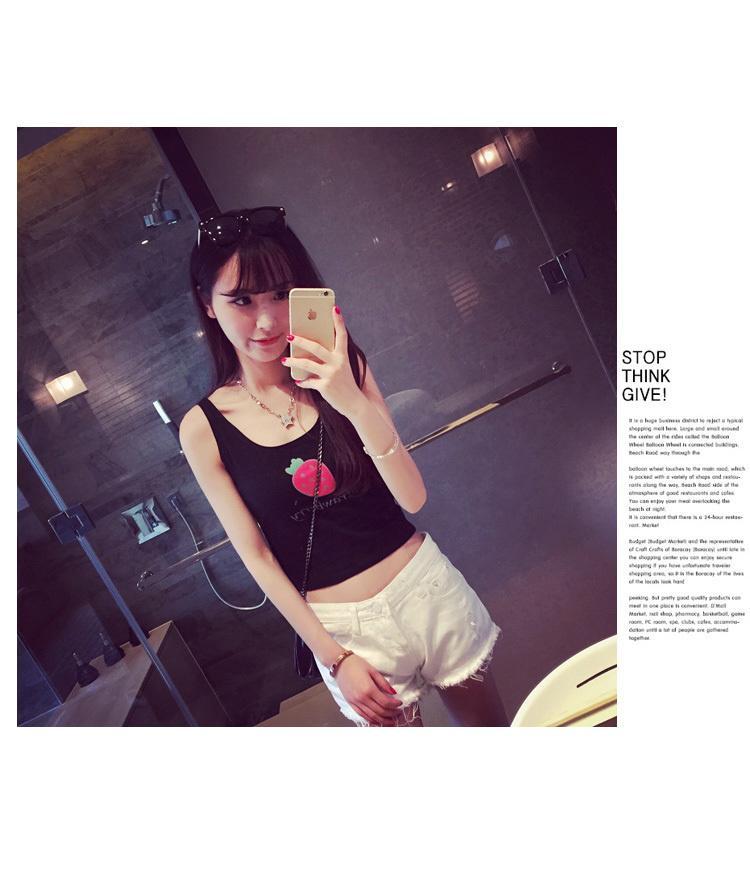 STOP
THINK
GIVE!
It is a huge business district to reject a typical
shopping mall here. Large and small around
the center of the rides called the Balloon
Wheel Balloon Wheel is connected buildings.
Beach Road way through the
balloon wheel touches to the main road, which
is packed with a variety of shops and restau-
rants along the way, Beach Road side of the
atmosphere of good restaurants and cafes
You can enjoy your meal overlooking the
beach at night.
It is convenient that there is a 24-hour restau-
rant. Market
Budget (Budget Market) and the representative
of Craft Crafts of Boracay (Boracay) until late in
the shopping center you can enjoy secure
shopping if you have unfortunate traveler
shopping area, so it is the Boracay of the lives
of the locals look hard
peeking. But pretty good quality products can
meet in one place is convenient. D'Mall
Market, nail shop, pharmacy, basketball, game
room, PC room, spa, clubs, cafes, accommo-
dation until a lot of people are gathered
together.